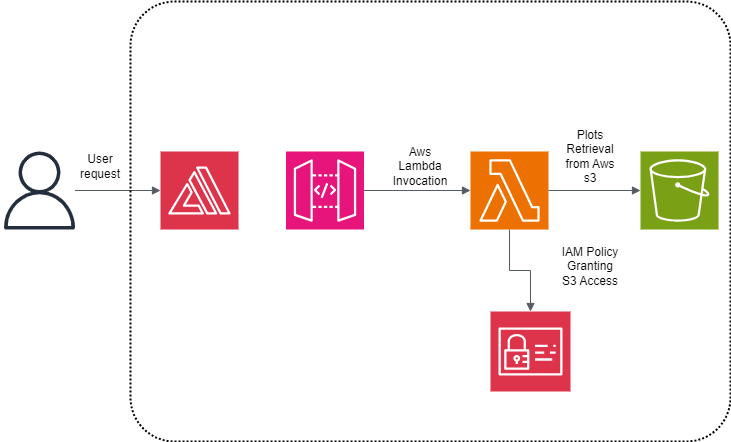 User
request
Aws
Lambda
Invocation
Plots
Retrieval
from Aws
s3
IAM Policy
Granting
S3 Access